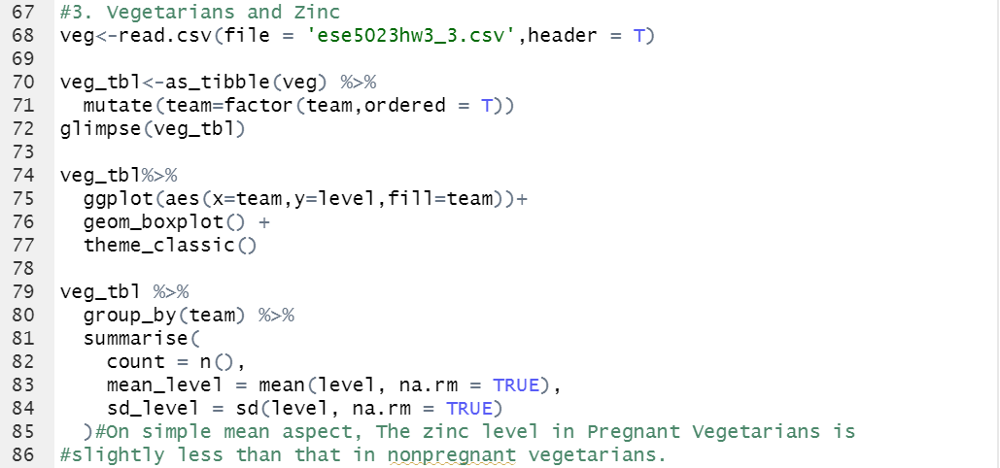 67 #3. Vegetarians and Zinc
68 veg<-read.csv(file = 'ese5023hw3_3.csv',header = T)
69
70 veg_tbl<-as_tibble(veg) %>%
71   mutate(team=factor(team,ordered = T))
72 glimpse(veg_tbl)
73
74 veg_tbl%>%
75   ggplot(aes(x=team,y=level,fill=team))+
76   geom_boxplot() +
77   theme_classic()
78
79 veg_tbl %>%
80   group_by(team) %>%
81   summarise(
82     count = n(),
83     mean_level = mean(level, na.rm = TRUE),
84     sd_level = sd(level, na.rm = TRUE)
85   )#On simple mean aspect, The zinc level in Pregnant Vegetarians is
86 #slightly less than that in nonpregnant vegetarians.